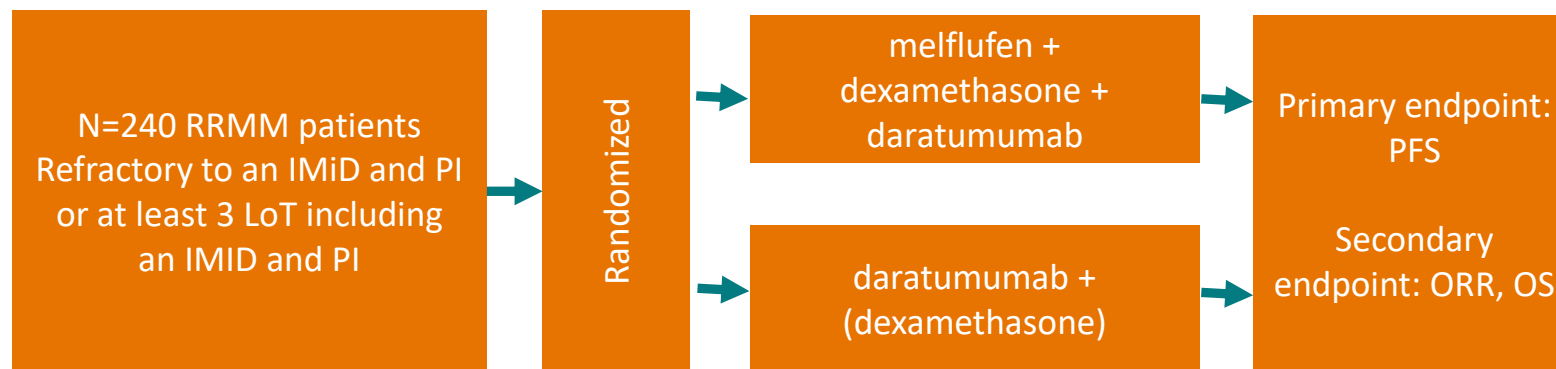 N=240 RRMM patients
Refractory to an IMiD and PI
or at least 3 LoT including
an IMID and PI
Randomized
melflufen +
dexamethasone +
daratumumab
daratumumab +
(dexamethasone)
Primary endpoint:
PFS
Secondary
endpoint: ORR, OS